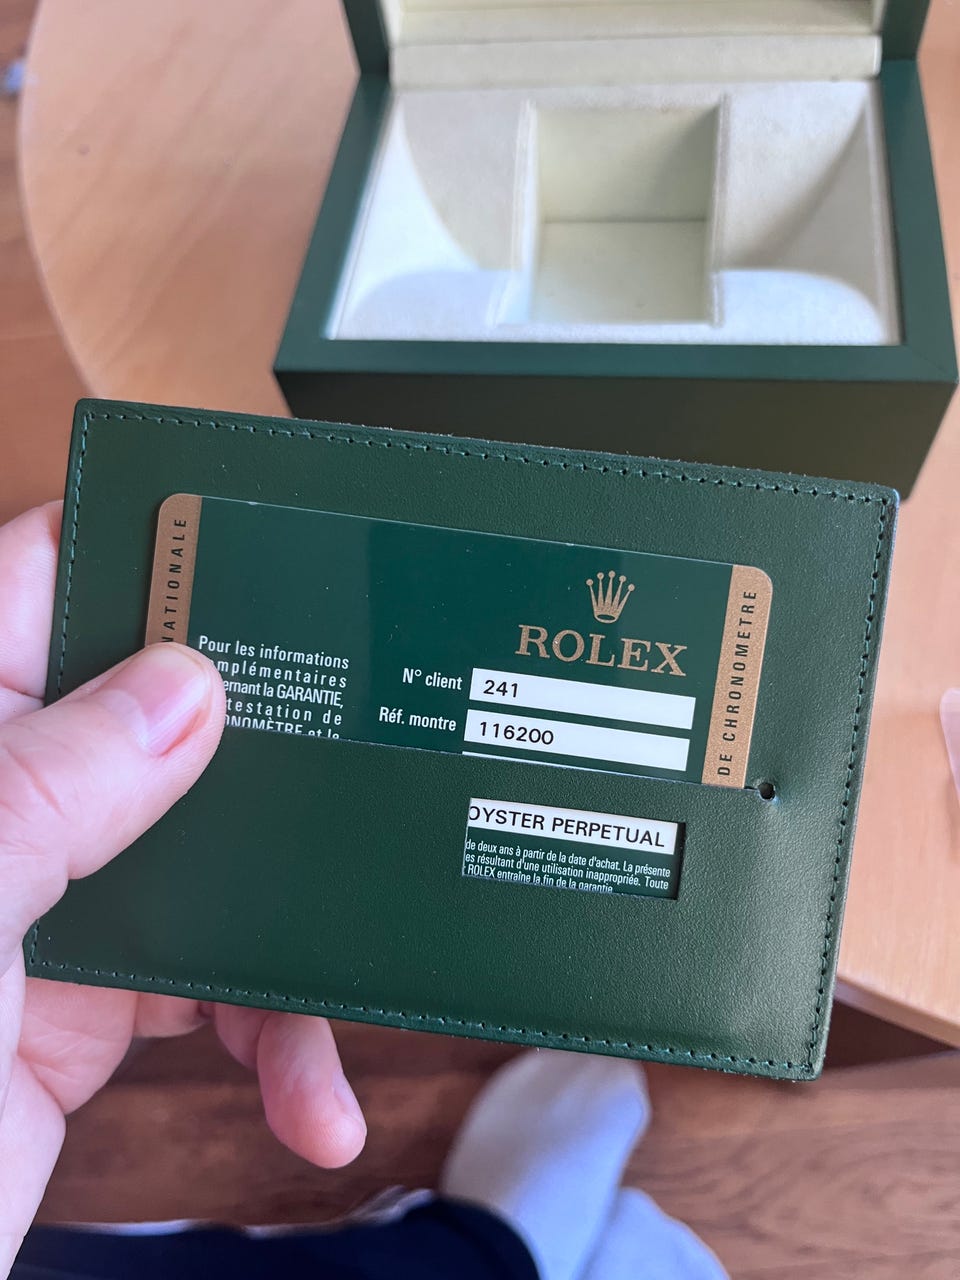 NATIONALE
ROLEX
Pour les informations
mplémentaires
ernant la GARANTIE,
testation de
ONOMÈTRE et le
N° client
241
Réf. montre
116200
DE CHRONOMETRE
OYSTER PERPETUAL
de deux ans à partir de la date d'achat. La présente
es résultant d'une utilisation inappropriée. Toute
ROLEX entraîne la fin de la garantie